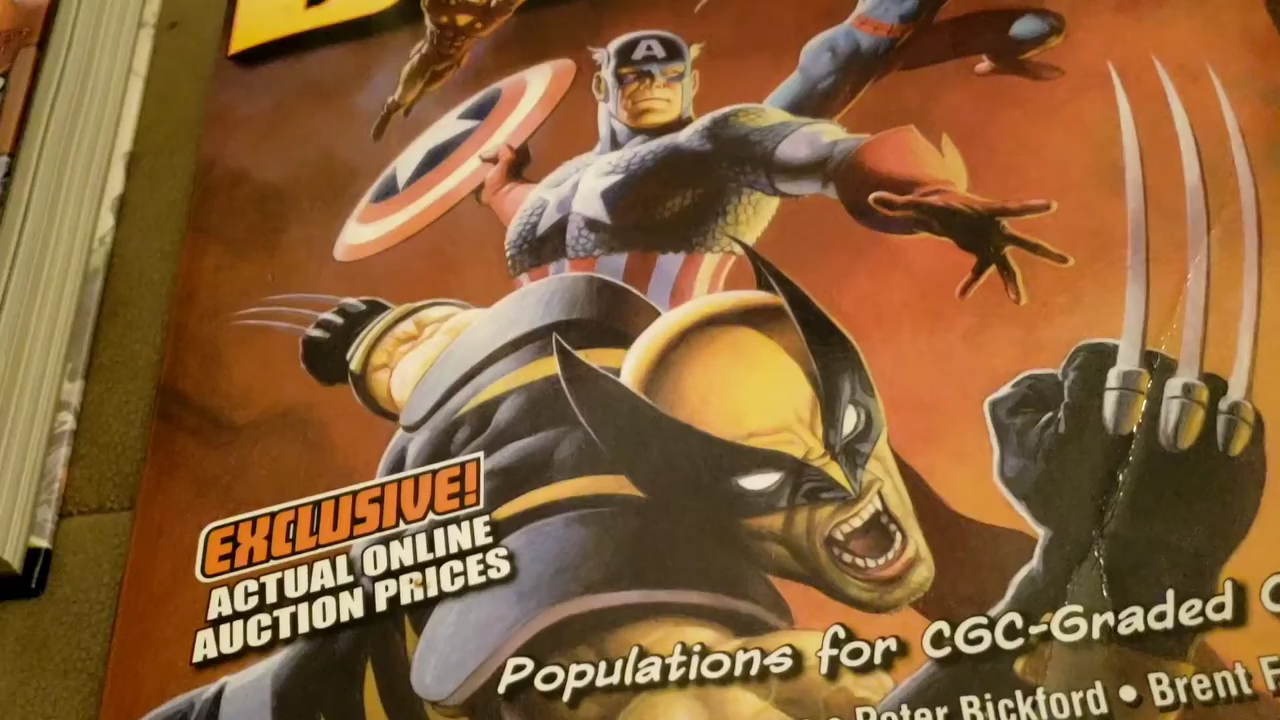 A
EXCLUSIVE!
ACTUAL ONLINE
AUCTION PRICES
Populations for CGC-Graded
Peter Bickford • Brent